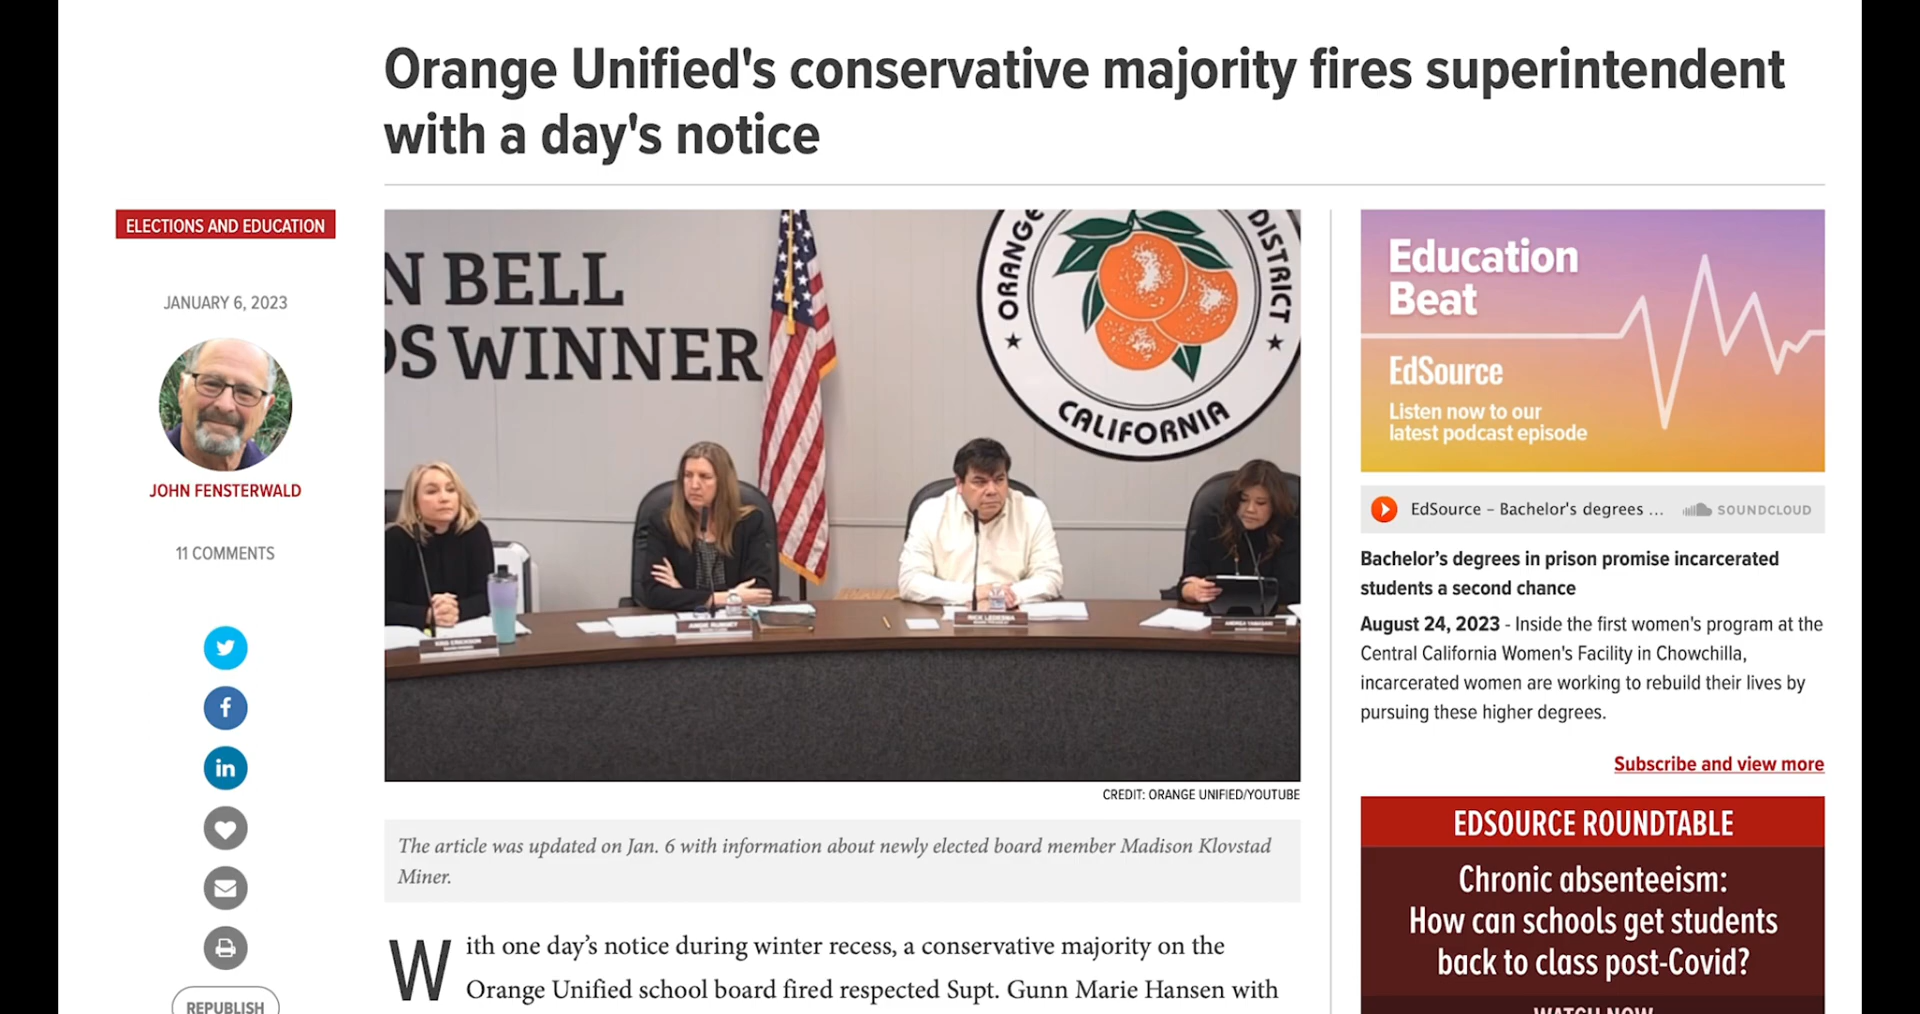 Orange Unified's conservative majority fires superintendent
with a day's notice
ELECTIONS AND EDUCATION
JANUARY 6, 2023
JOHN FENSTERWALD
11 COMMENTS
REPUBLISH
N BELL
OS WINNER
ORANGE
DISTRICT
CALIFORNIA
CREDIT: ORANGE UNIFIED/YOUTUBE
The article was updated on Jan. 6 with information about newly elected board member Madison Klovstad
Miner.
With one day’s notice during winter recess, a conservative majority on the
Orange Unified school board fired respected Supt. Gunn Marie Hansen with
Education
Beat
EdSource
Listen now to our
latest podcast episode
EdSource – Bachelor's degrees ...
SOUNDCLOUD
Bachelor’s degrees in prison promise incarcerated
students a second chance
August 24, 2023 - Inside the first women's program at the
Central California Women's Facility in Chowchilla,
incarcerated women are working to rebuild their lives by
pursuing these higher degrees.
Subscribe and view more
EDSOURCE ROUNDTABLE
Chronic absenteeism:
How can schools get students
back to class post-Covid?
WATCH NOW